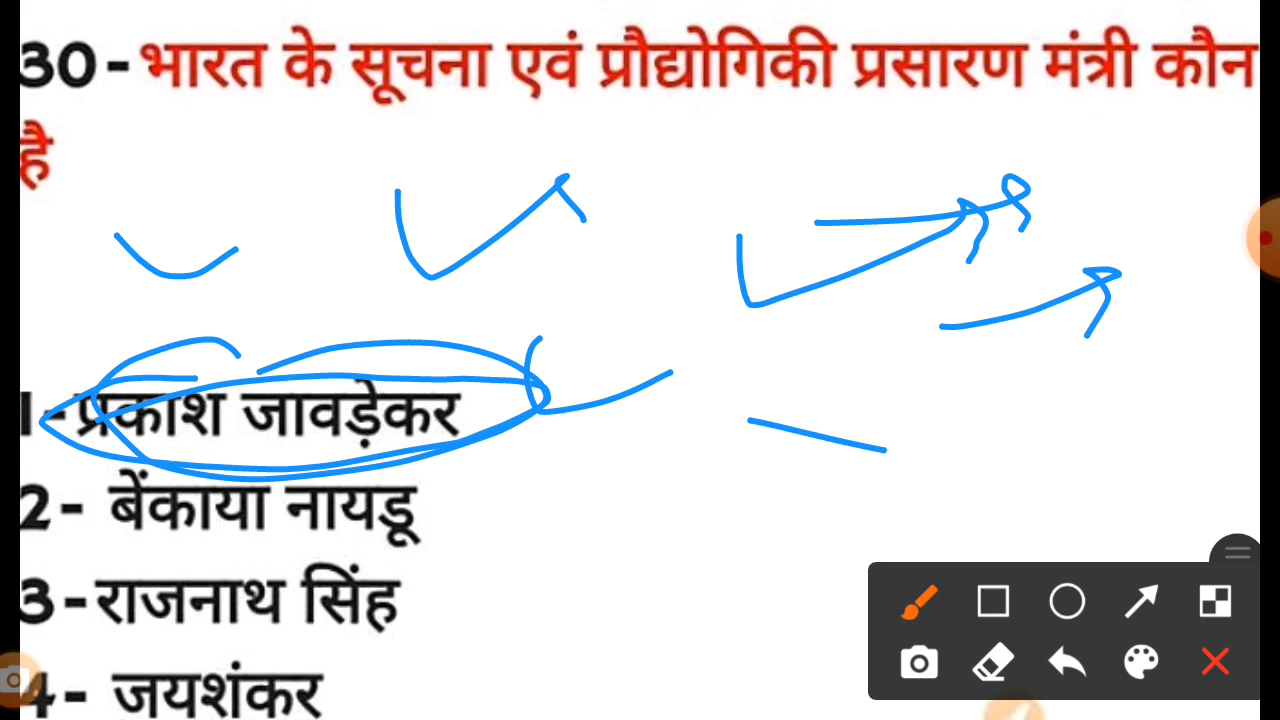 30-भारत के सूचना एवं प्रौद्योगिकी प्रसारण मंत्री कौन
है
1-प्रकाश जावड़ेकर
2- बेंकाया नायडू
3-राजनाथ सिंह
4- जयशंकर